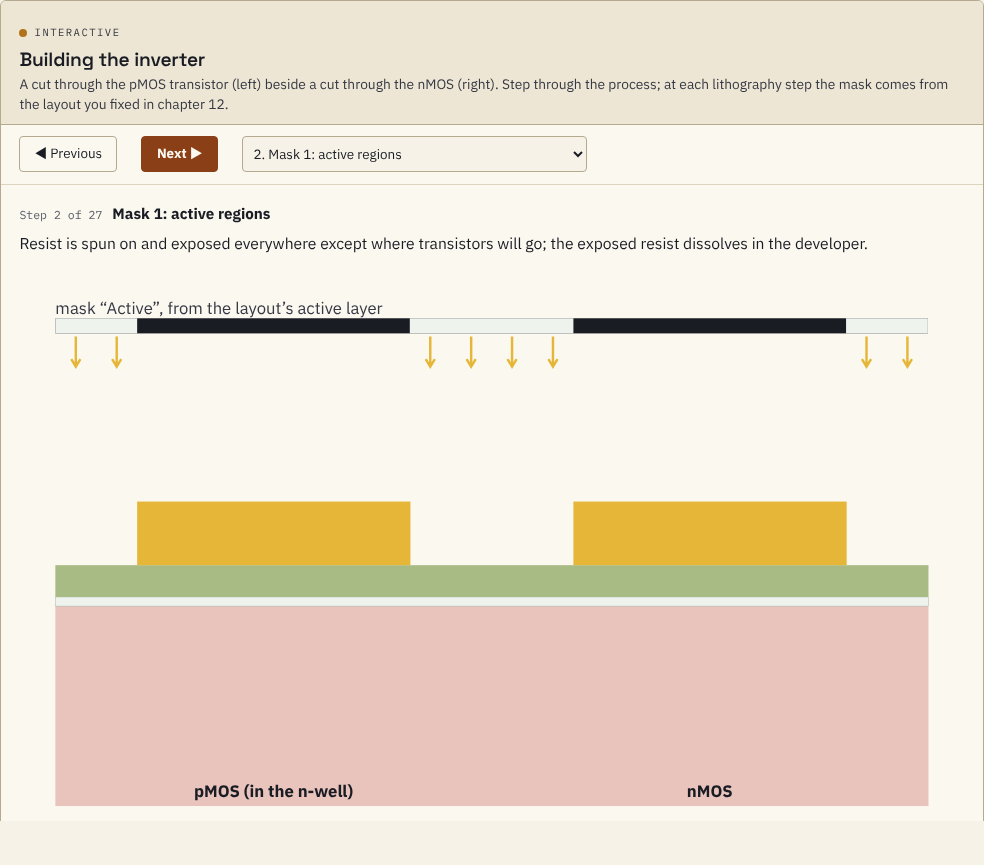 INTERACTIVE
Building the inverter
A cut through the pMOS transistor (left) beside a cut through the nMOS (right). Step through the process; at each lithography step the mask comes from
the layout you fixed in chapter 12.
◀ Previous
Next ▶
2. Mask 1: active regions
Step 2 of 27 Mask 1: active regions
Resist is spun on and exposed everywhere except where transistors will go; the exposed resist dissolves in the developer.
mask “Active”, from the layout’s active layer
pMOS (in the n-well)
nMOS